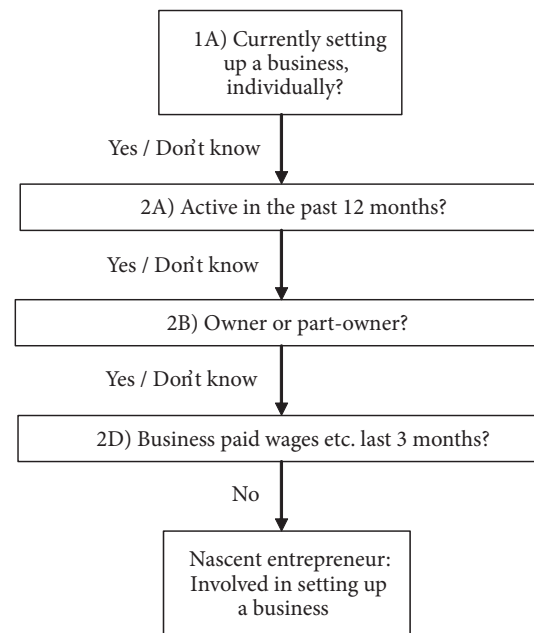 1A) Currently setting
up a business,
individually?
Yes / Don't know
2A) Active in the past 12 months?
Yes / Don't know
2B) Owner or part-owner?
Yes / Don't know
2D) Business paid wages etc. last 3 months?
No
Nascent entrepreneur:
Involved in setting up
a business